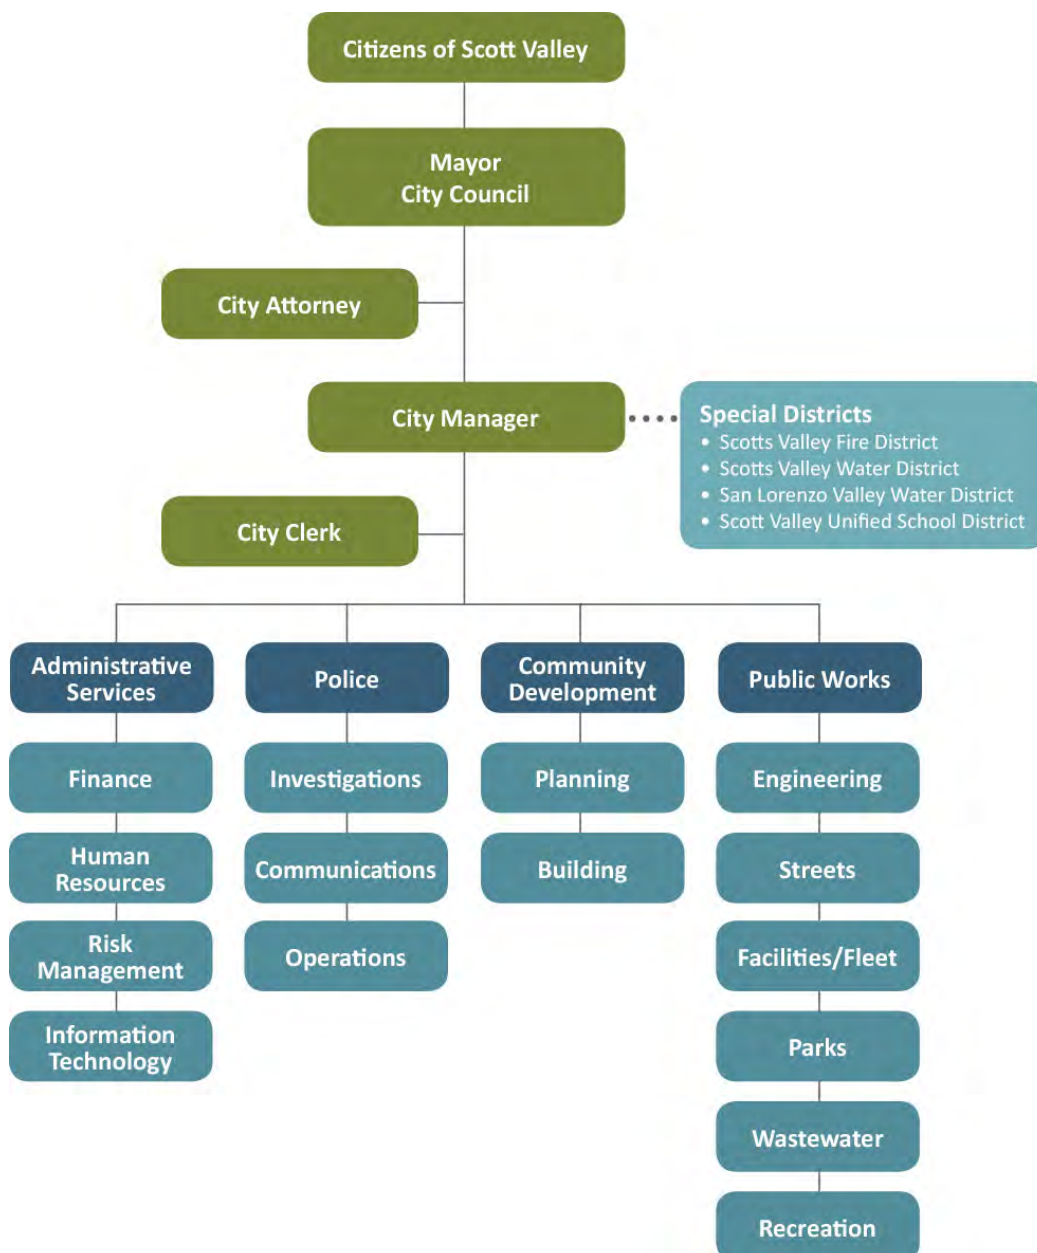 Citizens of Scott Valley
Mayor
City Council
City Attorney
City Manager
Special Districts
• Scotts Valley Fire District
• Scotts Valley Water District
• San Lorenzo Valley Water District
• Scott Valley Unified School District
City Clerk
Administrative
Services
Finance
Human
Resources
Risk
Management
Information
Technology
Police
Investigations
Communications
Operations
Community
Development
Planning
Building
Public Works
Engineering
Streets
Facilities/Fleet
Parks
Wastewater
Recreation